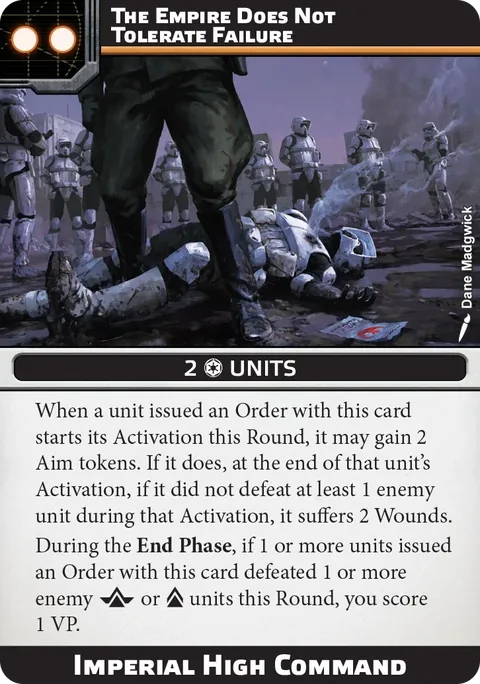 The Empire Does Not
Tolerate Failure
Dane Madgwick
2 UNITS
When a unit issued an Order with this card
starts its Activation this Round, it may gain 2
Aim tokens. If it does, at the end of that unit's
Activation, if it did not defeat at least 1 enemy
unit during that Activation, it suffers 2 Wounds.
During the End Phase, if 1 or more units issued
an Order with this card defeated 1 or more
enemy or units this Round, you score
1 VP.
Imperial High Command